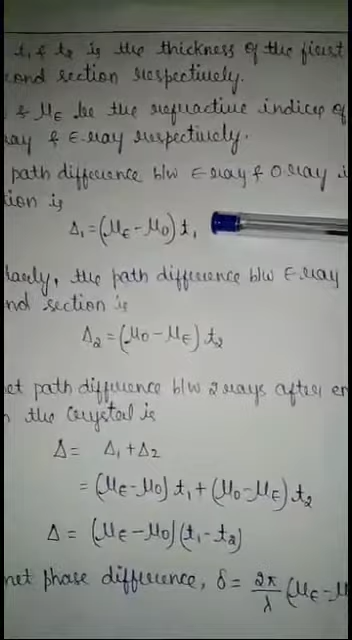 t₁ & t₂ is the thickness of the first
cond section respectively.
& μE be the refractive indices of
ray & E-ray respectively.
path difference b/w E-ray & O-ray i
tion is
Δ₁ = (μE - μO) t₁
larly, the path difference b/w E-ray
nd section is
Δ₂ = (μO - μE) t₂
net path difference b/w 2 rays after em
the crystal is
Δ = Δ₁ + Δ₂
= (μE - μO) t₁ + (μO - μE) t₂
Δ = (μE - μO) (t₁ - t₂)
net phase difference, δ = 2π/λ (μE - μ